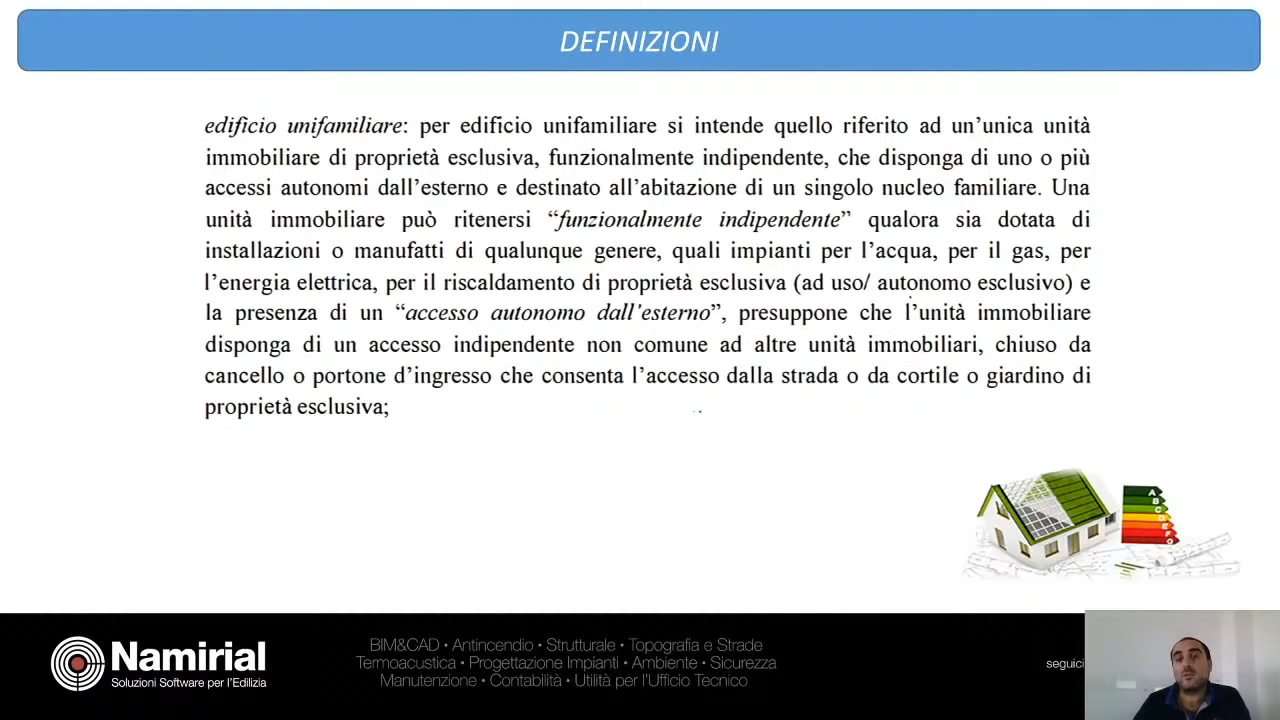 DEFINIZIONI
edificio unifamiliare: per edificio unifamiliare si intende quello riferito ad un’unica unità
immobiliare di proprietà esclusiva, funzionalmente indipendente, che disponga di uno o più
accessi autonomi dall’esterno e destinato all’abitazione di un singolo nucleo familiare. Una
unità immobiliare può ritenersi “funzionalmente indipendente” qualora sia dotata di
installazioni o manufatti di qualunque genere, quali impianti per l’acqua, per il gas, per
l’energia elettrica, per il riscaldamento di proprietà esclusiva (ad uso/ autonomo esclusivo) e
la presenza di un “accesso autonomo dall’esterno”, presuppone che l’unità immobiliare
disponga di un accesso indipendente non comune ad altre unità immobiliari, chiuso da
cancello o portone d’ingresso che consenta l’accesso dalla strada o da cortile o giardino di
proprietà esclusiva;
A
B
C
D
E
F
G
Namirial
Soluzioni Software per l’Edilizia
BIM&CAD • Antincendio • Strutturale • Topografia e Strade
Termoacustica • Progettazione Impianti • Ambiente • Sicurezza
Manutenzione • Contabilità • Utilità per l’Ufficio Tecnico
seguici